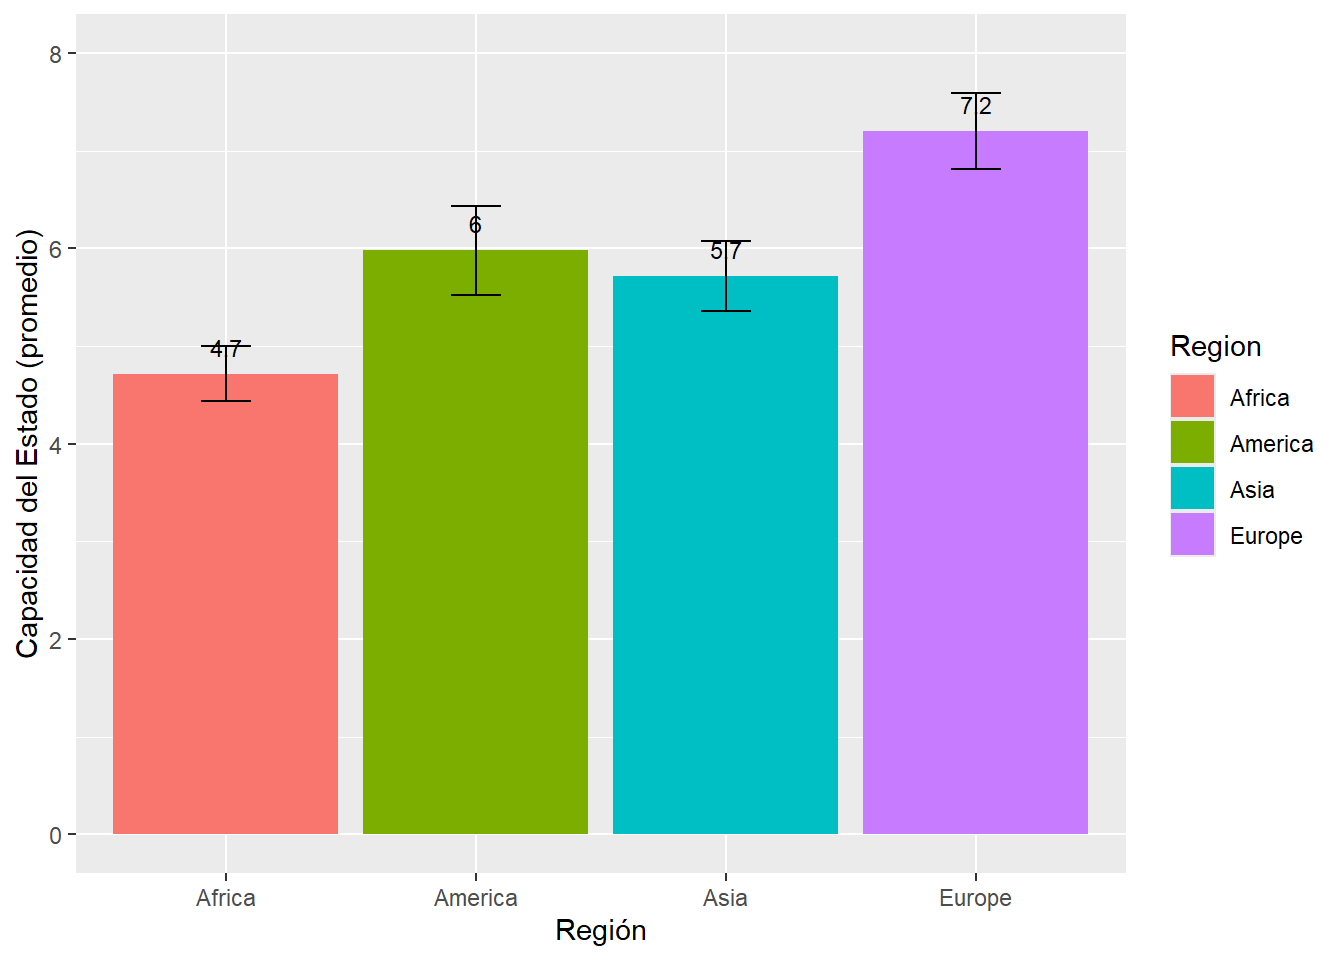 8
6
4
2
0
Capacidad del Estado (promedio)
4.7
6
5.7
7.2
Africa
America
Asia
Europe
Región
Region
Africa
America
Asia
Europe